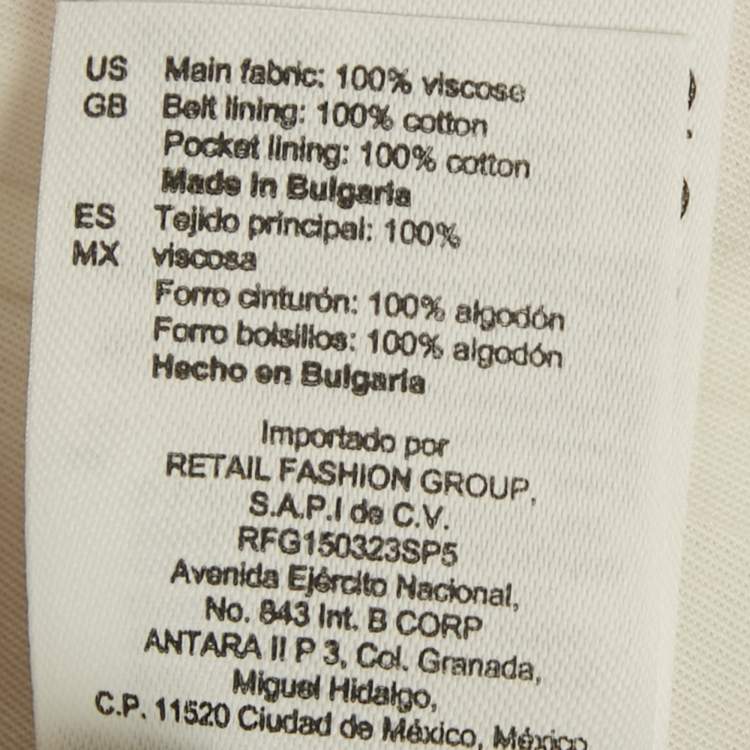 US Main fabric: 100% viscose
GB Belt lining: 100% cotton
Pocket lining: 100% cotton
Made in Bulgaria
ES Tejido principal: 100%
MX viscosa
Forro cinturón: 100% algodón
Forro bolsillos: 100% algodón
Hecho en Bulgaria
Importado por
RETAIL FASHION GROUP,
S.A.P.I de C.V.
RFG150323SP5
Avenida Ejército Nacional,
No. 843 Int. B CORP
ANTARA II P 3, Col. Granada,
Miguel Hidalgo,
C.P. 11520 Ciudad de México, México